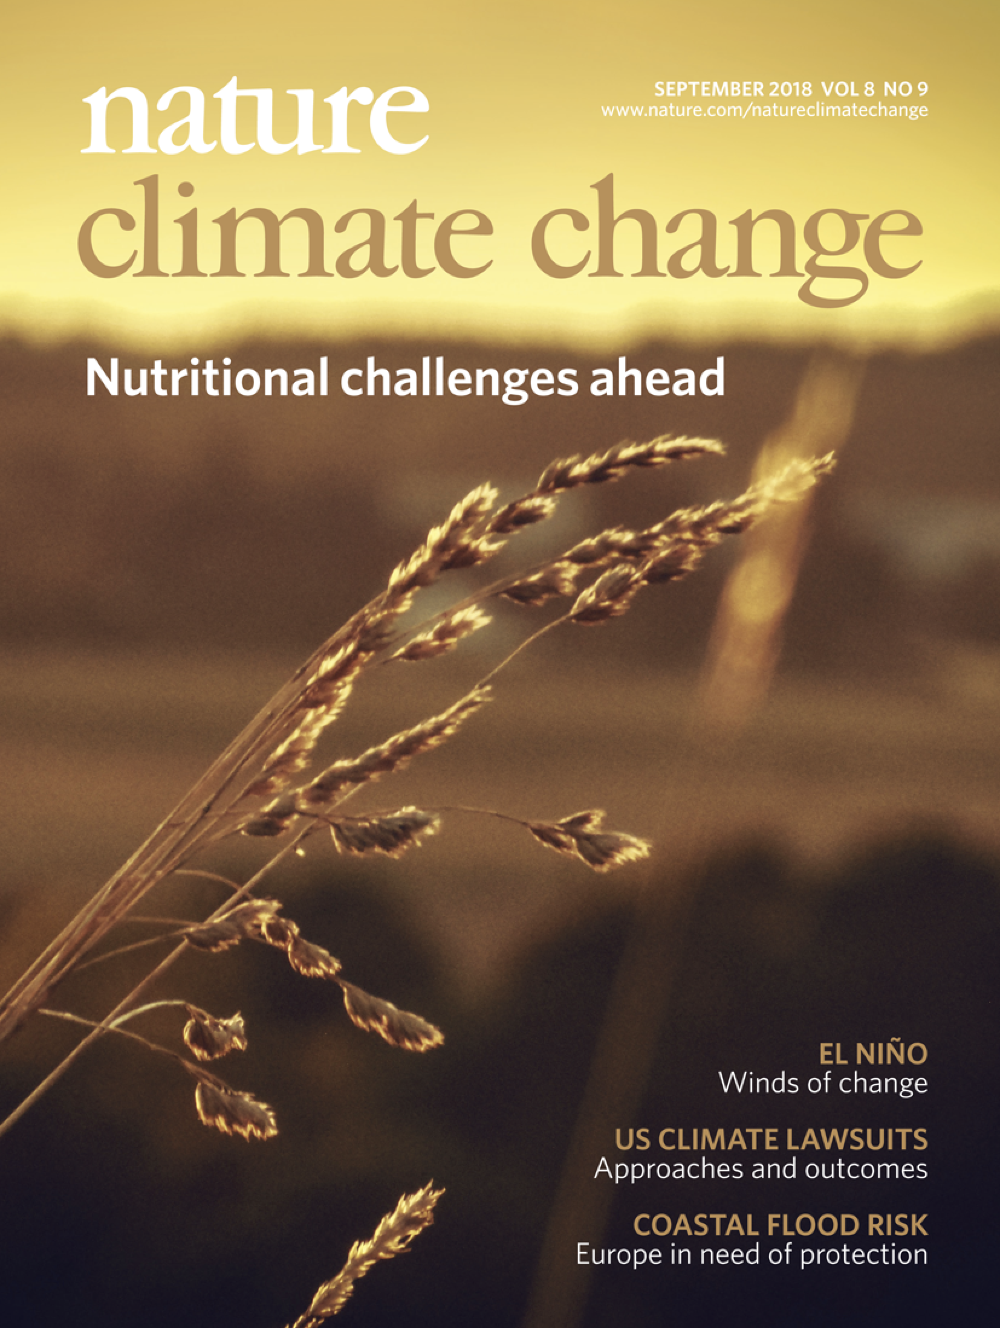 nature
SEPTEMBER 2018 VOL 8 NO 9
www.nature.com/natureclimatechange
climate change
Nutritional challenges ahead
EL NIÑO
Winds of change
US CLIMATE LAWSUITS
Approaches and outcomes
COASTAL FLOOD RISK
Europe in need of protection